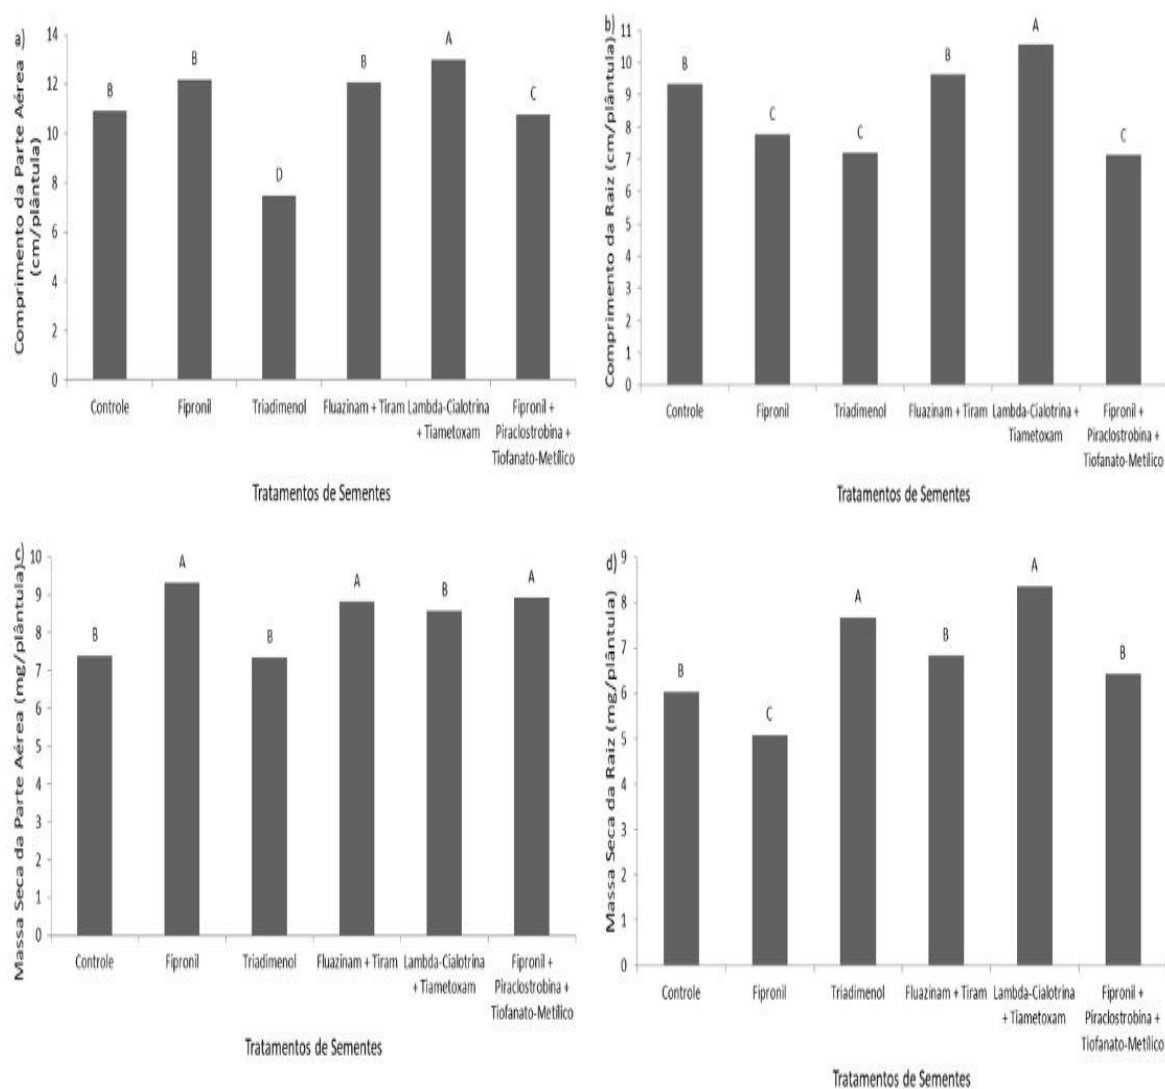 a)
Comprimento da Parte Aérea
(cm/plântula)
14
12
10
8
6
4
2
0
B
B
D
B
A
C
Controle
Fipronil
Triadimenol
Fluazinam + Tiram
Lambda-Cialotrina
+ Tiametoxam
Fipronil +
Piraclostrobina +
Tiofanato-Metílico
Tratamentos de Sementes
b)
Comprimento da Raiz (cm/plântula)
11
10
9
8
7
6
5
4
3
2
1
0
B
C
C
B
A
C
Controle
Fipronil
Triadimenol
Fluazinam + Tiram
Lambda-Cialotrina +
Tiametoxam
Fipronil +
Piraclostrobina +
Tiofanato-Metílico
Tratamentos de Sementes
c)
Massa Seca da Parte Aérea (mg/plântula)
10
9
8
7
6
5
4
3
2
1
0
B
A
B
A
B
A
Controle
Fipronil
Triadimenol
Fluazinam + Tiram
Lambda-Cialotrina
+ Tiametoxam
Fipronil +
Piraclostrobina +
Tiofanato-Metílico
Tratamentos de Sementes
d)
Massa Seca da Raiz (mg/plântula)
9
8
7
6
5
4
3
2
1
0
B
C
A
B
A
B
Controle
Fipronil
Triadimenol
Fluazinam + Tiram
Lambda-Cialotrina
+ Tiametoxam
Fipronil +
Piraclostrobina +
Tiofanato-Metílico
Tratamentos de Sementes